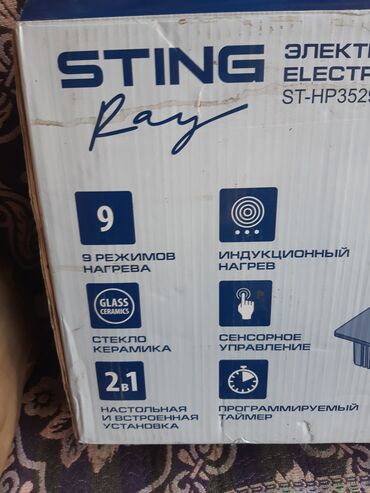 STING
Ray
ЭЛЕКТ
ELECTR
ST-HP3529
9
9 РЕЖИМОВ
НАГРЕВА
ИНДУКЦИОННЫЙ
НАГРЕВ
GLASS
CERAMICS
СТЕКЛО
КЕРАМИКА
СЕНСОРНОЕ
УПРАВЛЕНИЕ
2в1
НАСТОЛЬНАЯ
И ВСТРОЕННАЯ
УСТАНОВКА
ПРОГРАММИРУЕМЫЙ
ТАЙМЕР